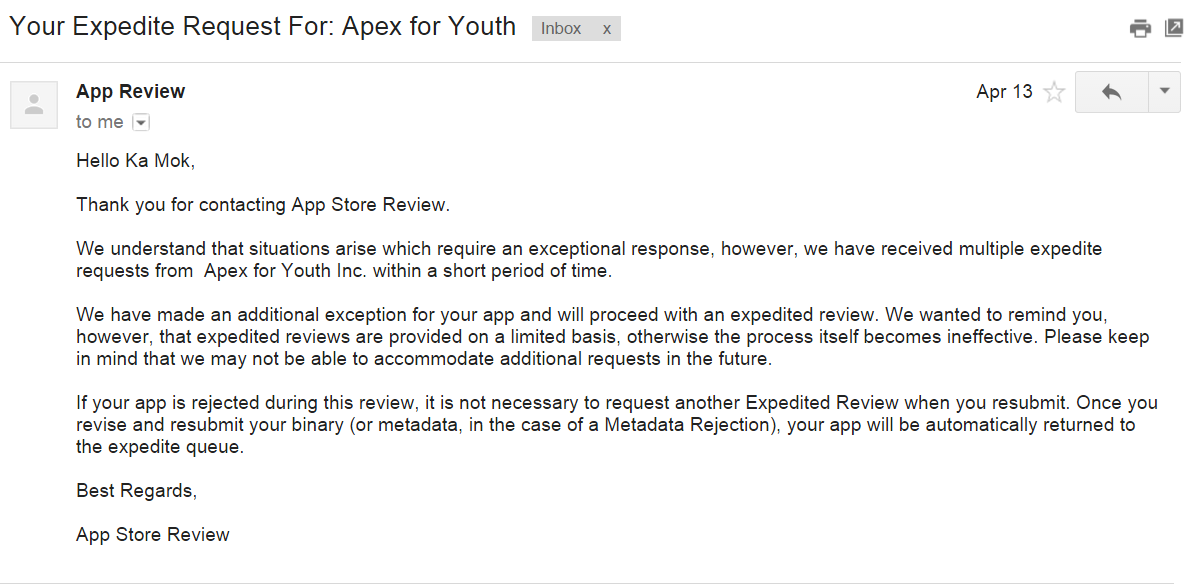 Your Expedite Request For: Apex for Youth Inbox x
App Review Apr 13
to me
Hello Ka Mok,
Thank you for contacting App Store Review.
We understand that situations arise which require an exceptional response, however, we have received multiple expedite
requests from  Apex for Youth Inc. within a short period of time.
We have made an additional exception for your app and will proceed with an expedited review. We wanted to remind you,
however, that expedited reviews are provided on a limited basis, otherwise the process itself becomes ineffective. Please keep
in mind that we may not be able to accommodate additional requests in the future.
If your app is rejected during this review, it is not necessary to request another Expedited Review when you resubmit. Once you
revise and resubmit your binary (or metadata, in the case of a Metadata Rejection), your app will be automatically returned to
the expedite queue.
Best Regards,
App Store Review